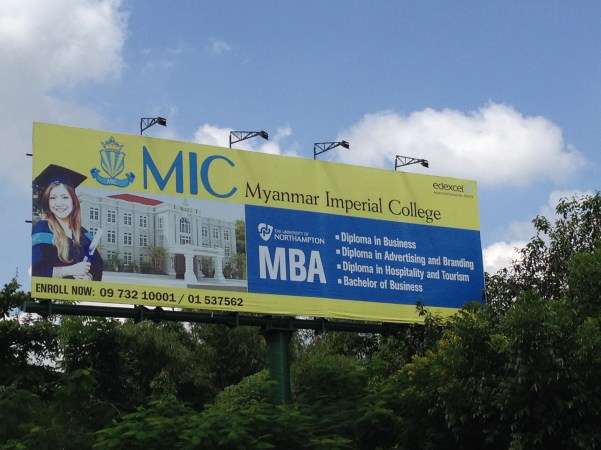 MIC Myanmar Imperial College
MIC
edexcel
THE UNIVERSITY OF
NORTHAMPTON
MBA
▪ Diploma in Business
▪ Diploma in Advertising and Branding
▪ Diploma in Hospitality and Tourism
▪ Bachelor of Business
ENROLL NOW: 09 732 10001 / 01 537562